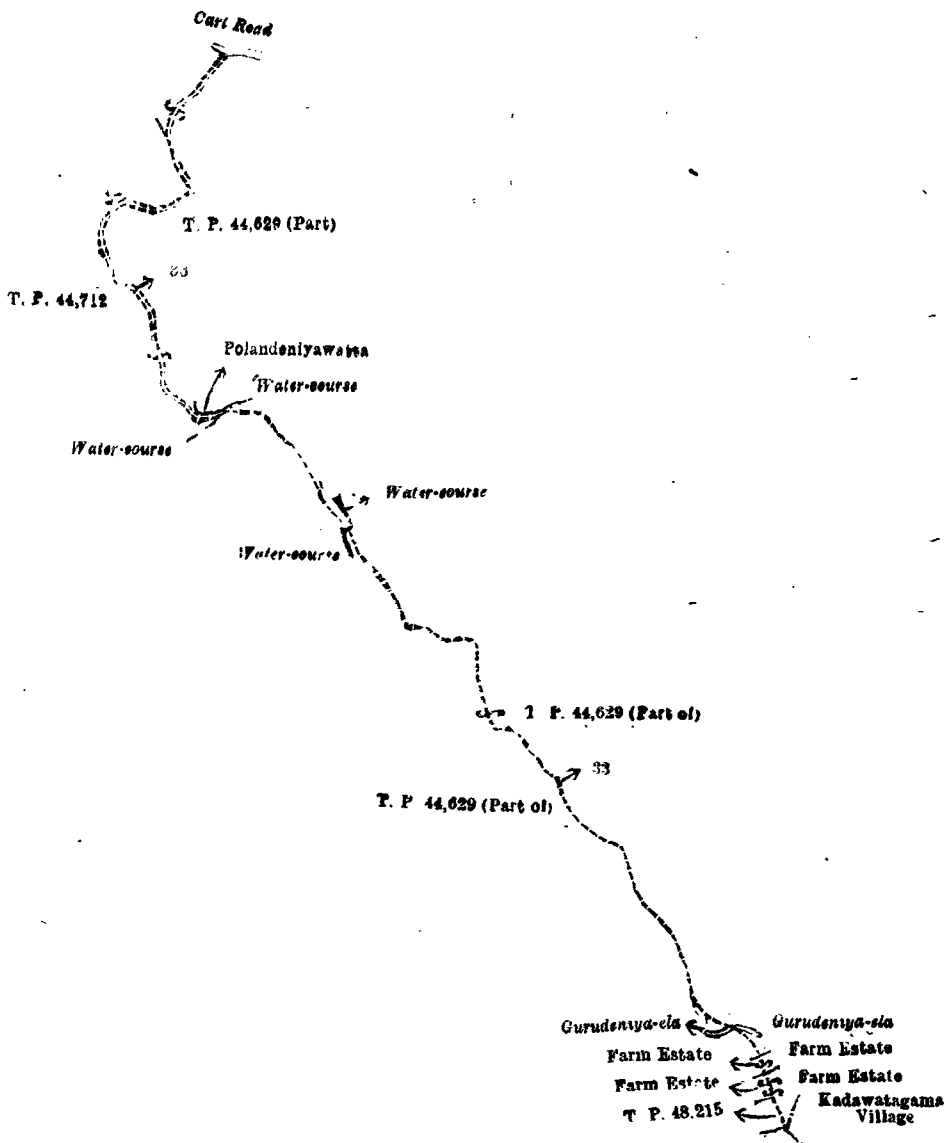 Cart Road
T. P. 44,629 (Part)
33
T. P. 44,712
Polandeniyawatta
Water-course
Water-course
Water-course
Water-course
T P. 44,629 (Part of)
33
T. P 44,629 (Part of)
Gurudeniya-ela
Gurudeniya-ela
Farm Estate
Farm Estate
Farm Estate
Farm Estate
Kadawatagama
Village
T P. 48,215